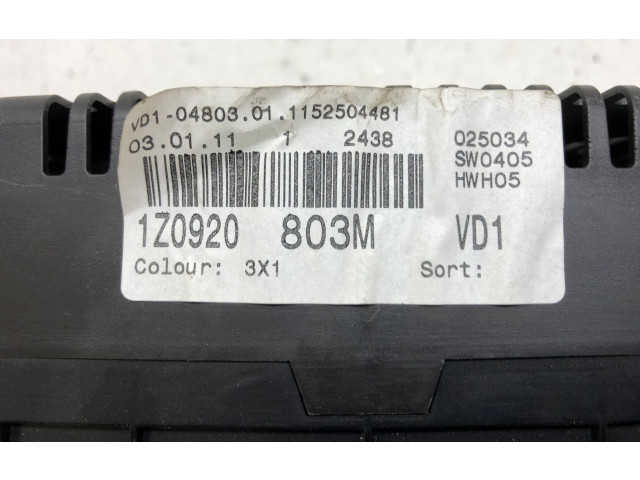 VD1-04803.01.1152504481
03.01.11 1 2438 025034
SW0405
HWH05
1Z0920 803M VD1
Colour: 3X1 Sort: